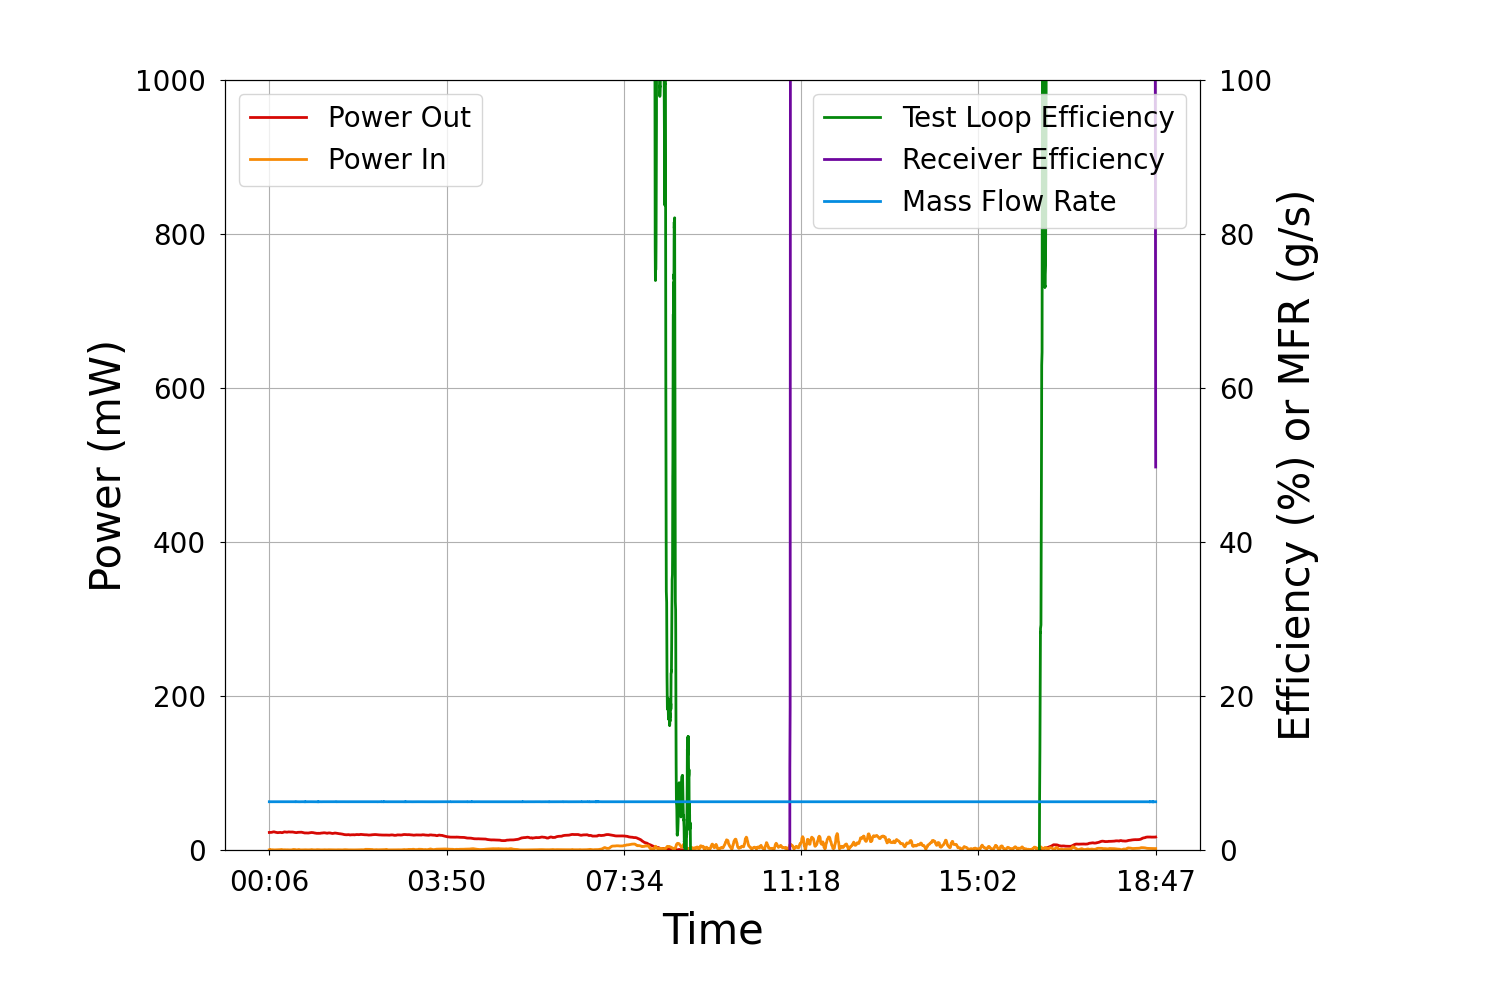 1000
800
600
400
200
0
Power (mW)
Power Out
Power In
Test Loop Efficiency
Receiver Efficiency
Mass Flow Rate
100
80
60
40
20
0
Efficiency (%) or MFR (g/s)
00:06 03:50 07:34 11:18 15:02 18:47
Time